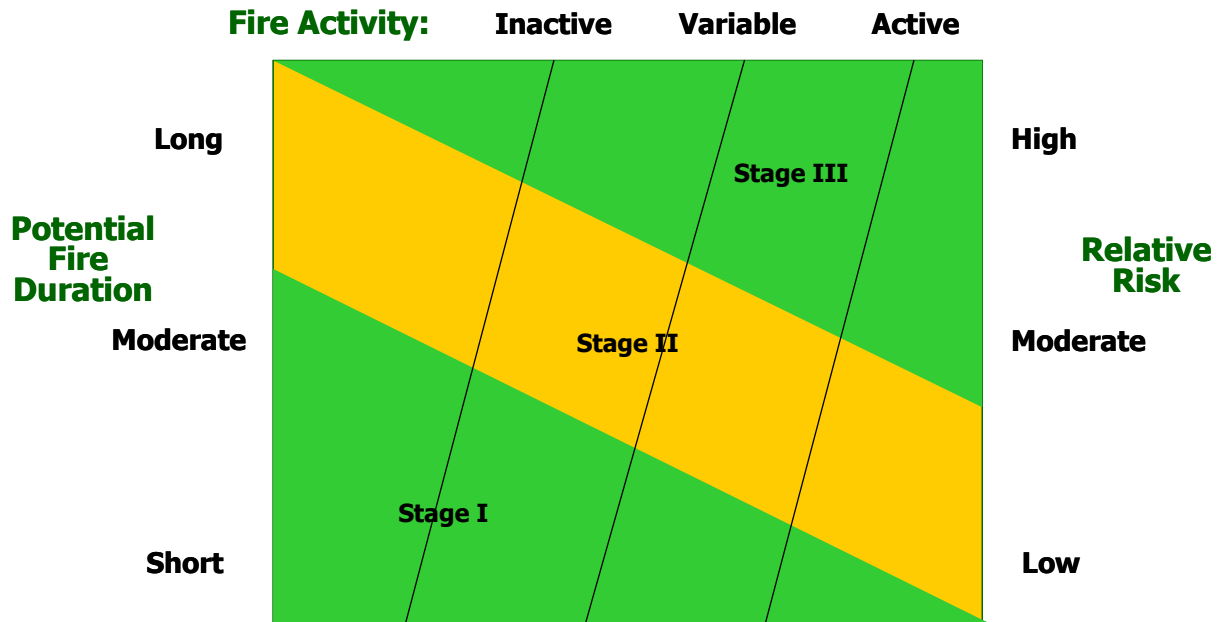 Fire Activity: Inactive Variable Active
Long
High
Stage III
Potential
Fire
Duration
Relative
Risk
Moderate
Stage II
Moderate
Stage I
Short
Low